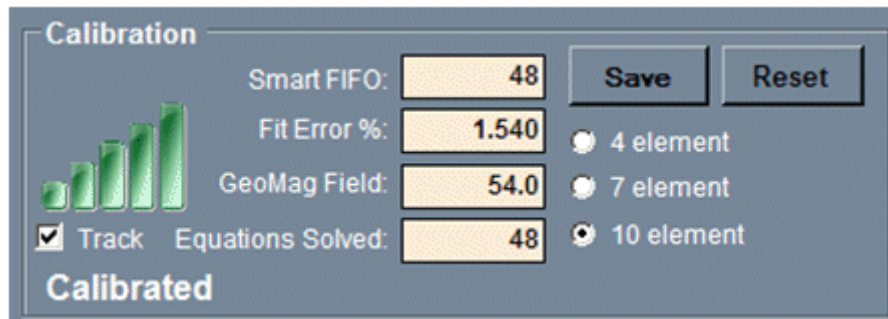 Calibration
Smart FIFO: 48 Save Reset
Fit Error %: 1.540 4 element
GeoMag Field: 54.0 7 element
Track Equations Solved: 48 10 element
Calibrated